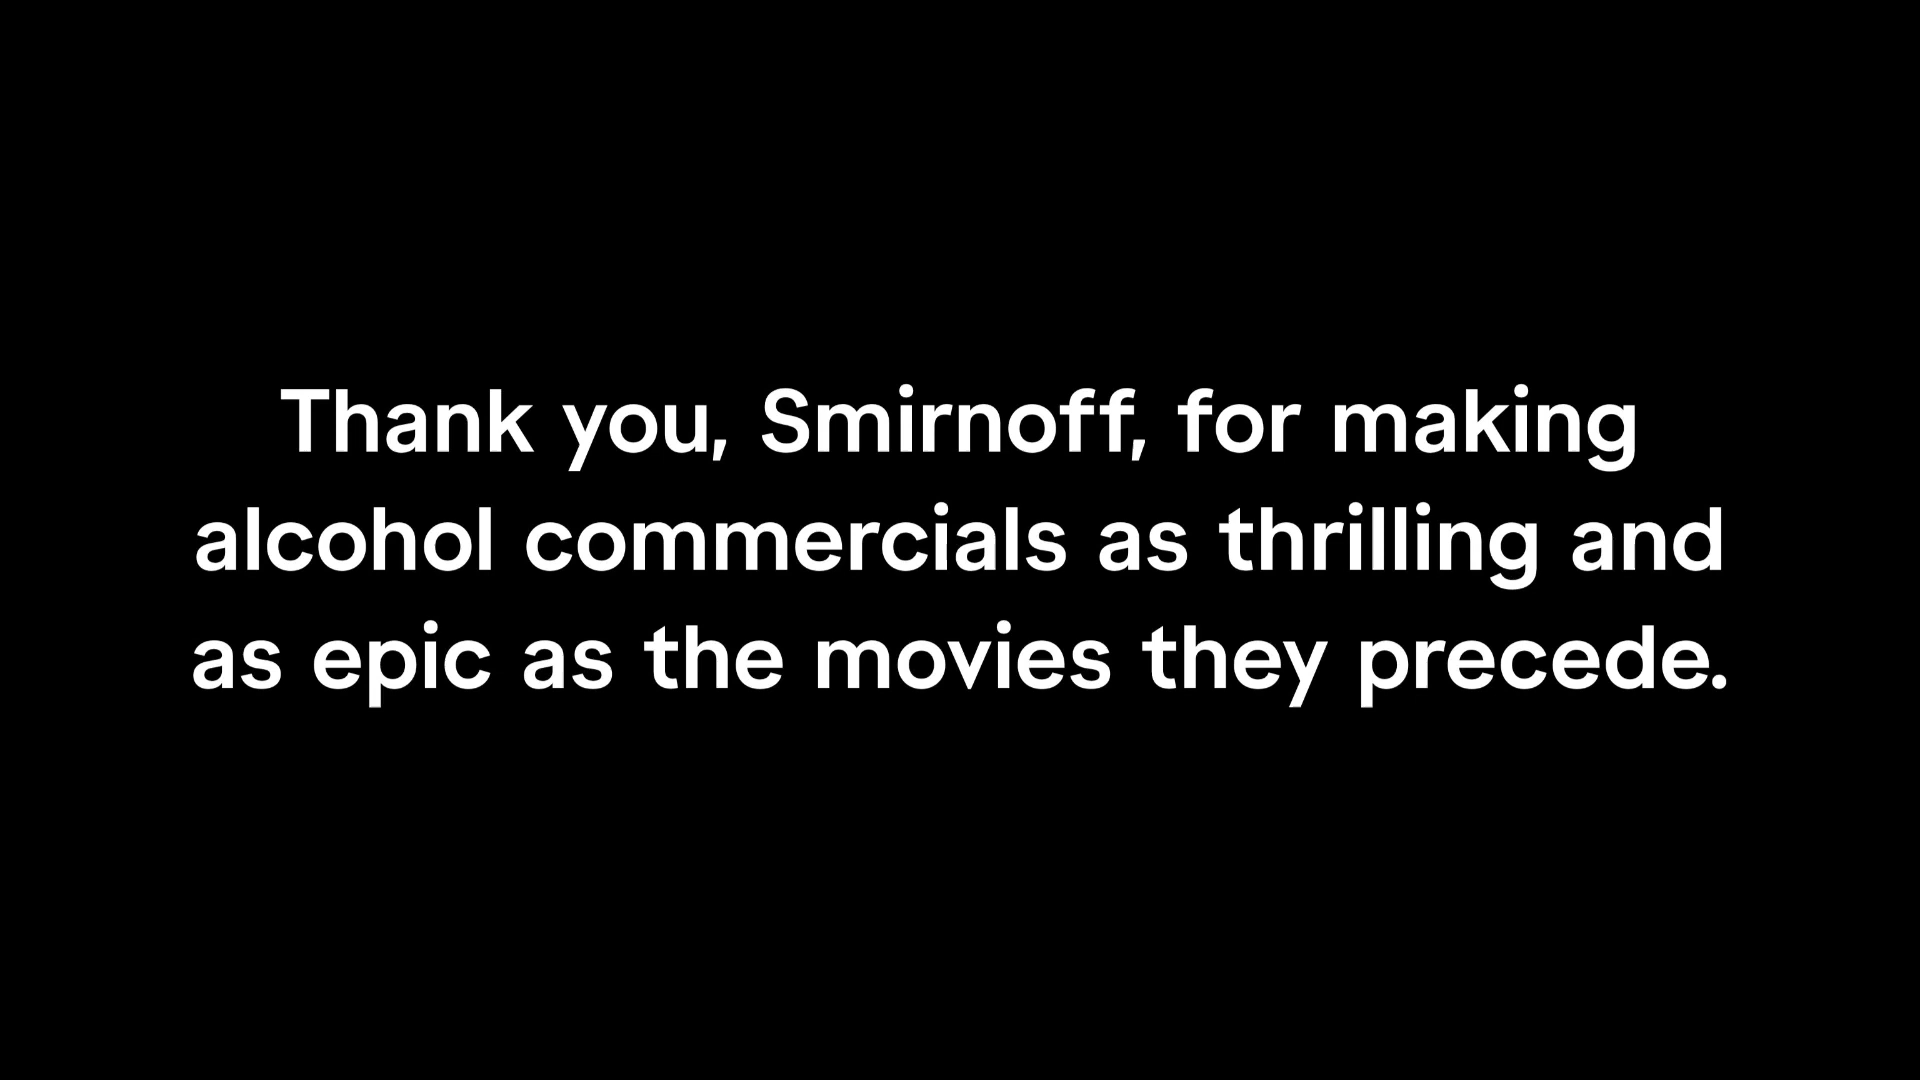 Thank you, Smirnoff, for making
alcohol commercials as thrilling and
as epic as the movies they precede.